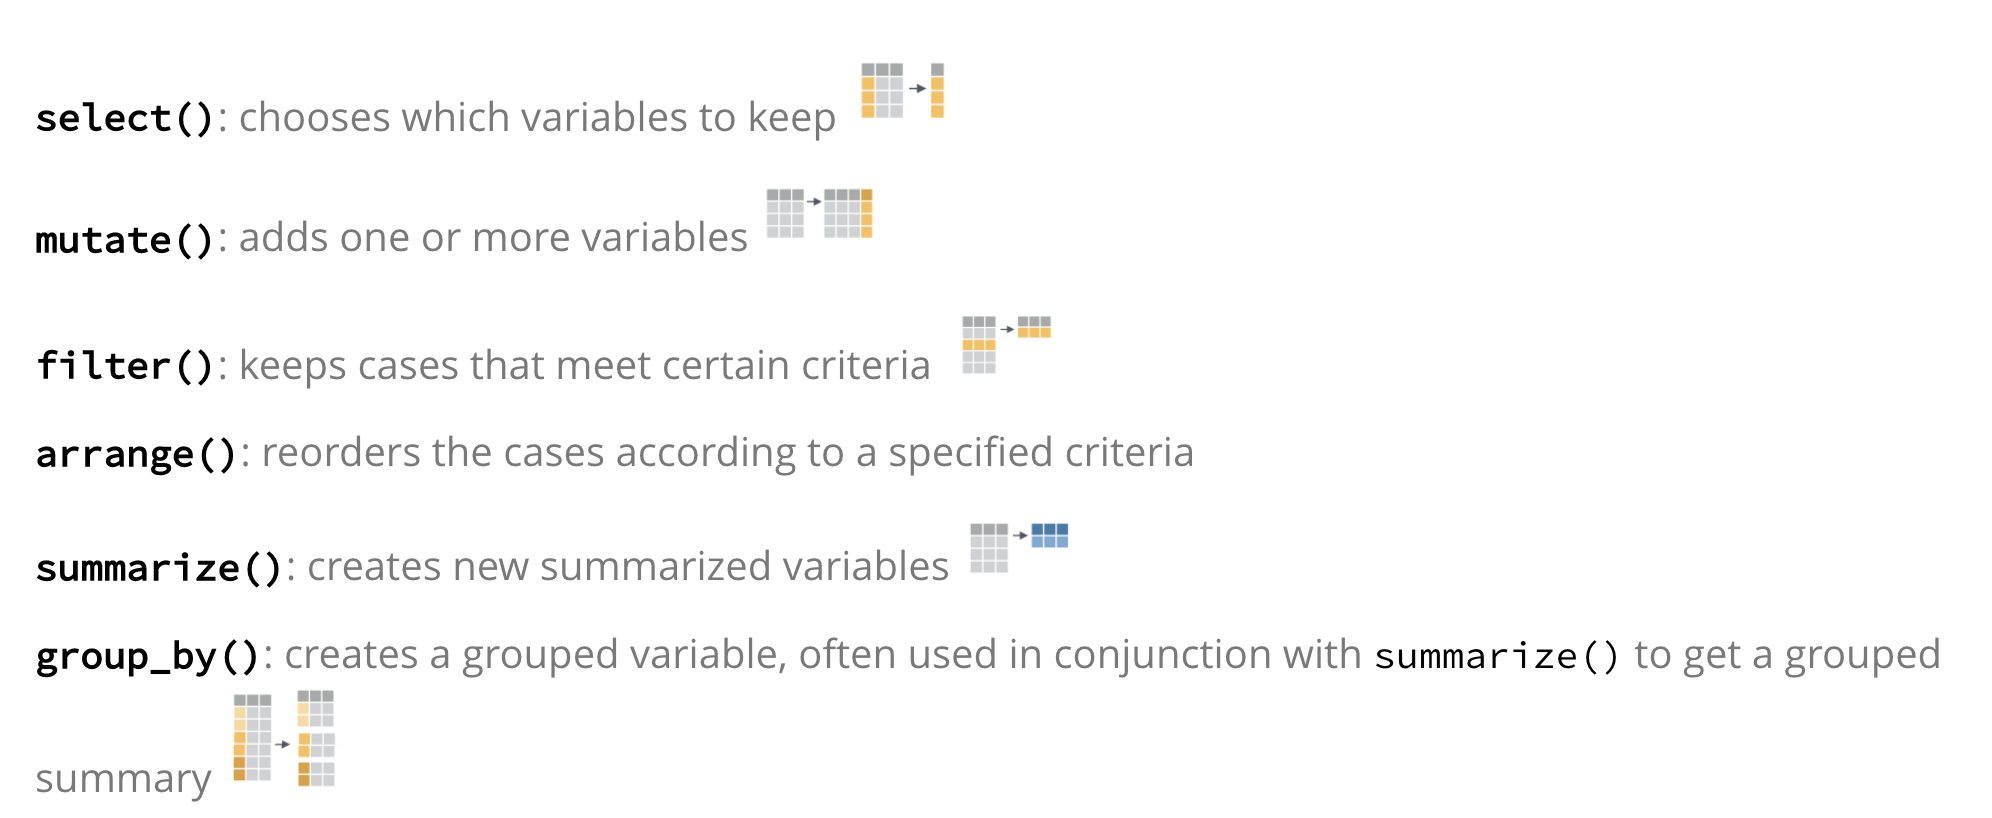 select(): chooses which variables to keep
mutate(): adds one or more variables
filter(): keeps cases that meet certain criteria
arrange(): reorders the cases according to a specified criteria
summarize(): creates new summarized variables
group_by(): creates a grouped variable, often used in conjunction with summarize() to get a grouped
summary